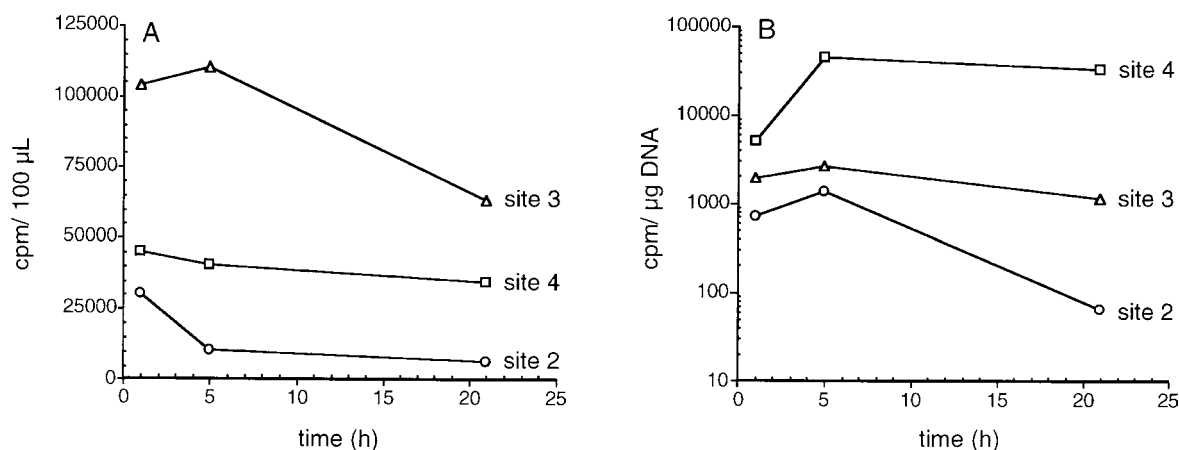 A
125000
100000
75000
50000
25000
0
cpm/ 100 µL
site 3
site 4
site 2
0 5 10 15 20 25
time (h)
B
100000
10000
1000
100
10
cpm/ µg DNA
site 4
site 3
site 2
0 5 10 15 20 25
time (h)